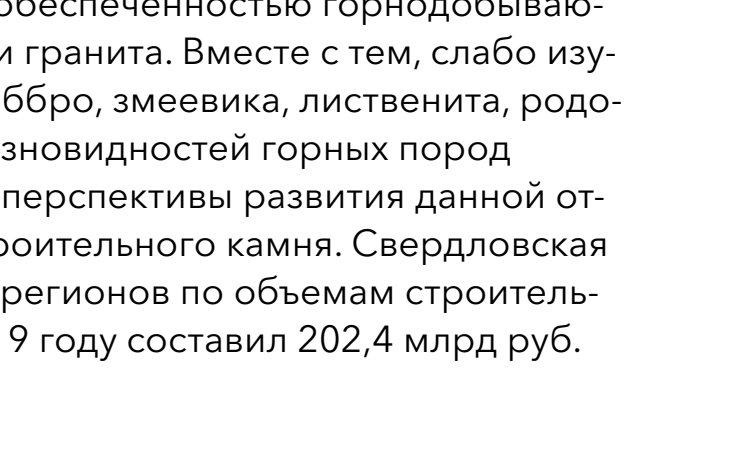 обеспеченностью горнодобываю-
и гранита. Вместе с тем, слабо изу-
ббро, змеевика, лиственита, родо-
зновидностей горных пород
перспективы развития данной от-
роительного камня. Свердловская
регионов по объемам строитель-
9 году составил 202,4 млрд руб.